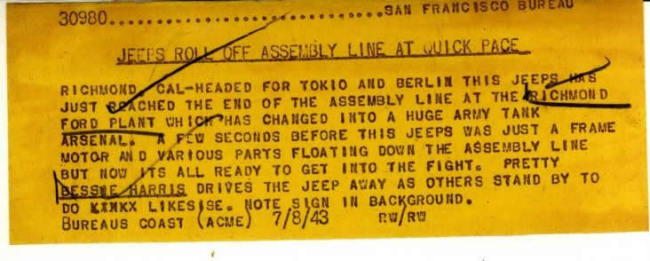 30980.......................................SAN FRANCISCO BUREAU
JEEPS ROLL OFF ASSEMBLY LINE AT QUICK PACE
RICHMOND, CAL-HEADED FOR TOKIO AND BERLIN THIS JEEPS HAS
JUST REACHED THE END OF THE ASSEMBLY LINE AT THE RICHMOND
FORD PLANT WHICH HAS CHANGED INTO A HUGE ARMY TANK
ARSENAL. A FEW SECONDS BEFORE THIS JEEPS WAS JUST A FRAME
MOTOR AND VARIOUS PARTS FLOATING DOWN THE ASSEMBLY LINE
BUT NOW ITS ALL READY TO GET INTO THE FIGHT. PRETTY
BESSIE HARRIS DRIVES THE JEEP AWAY AS OTHERS STAND BY TO
DO LIKESISE. NOTE SIGN IN BACKGROUND.
BUREAUS COAST (ACME) 7/8/43 RW/RW